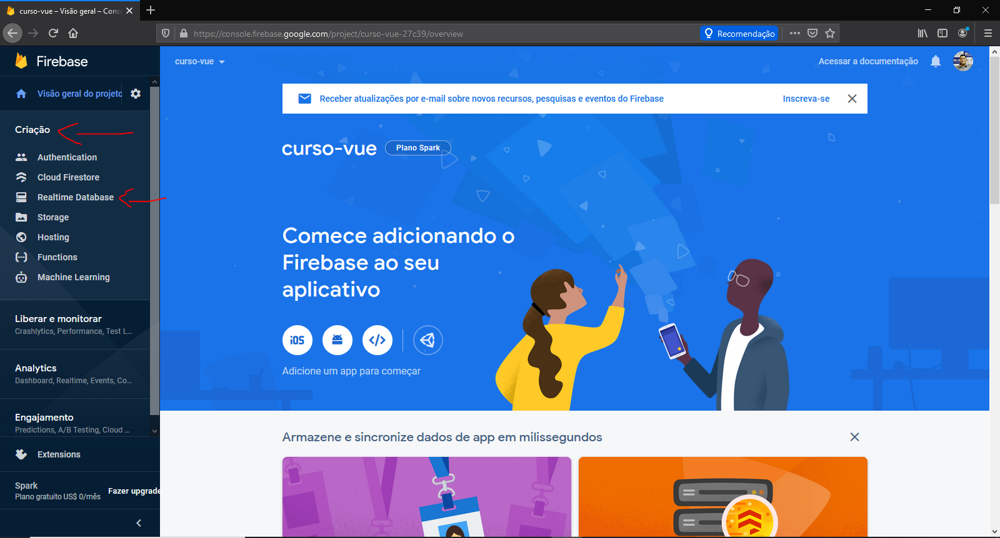 curso-vue – Visão geral – Cons
https://console.firebase.google.com/project/curso-vue-27c39/overview
Recomendação
Firebase
Visão geral do projeto
Criação
Authentication
Cloud Firestore
Realtime Database
Storage
Hosting
Functions
Machine Learning
Liberar e monitorar
Crashlytics, Performance, Test L...
Analytics
Dashboard, Realtime, Events, Co...
Engajamento
Predictions, A/B Testing, Cloud ...
Extensions
Spark
Plano gratuito US$ 0/mês
Fazer upgrade
curso-vue
Acessar a documentação
Receber atualizações por e-mail sobre novos recursos, pesquisas e eventos do Firebase
Inscreva-se
curso-vue
Plano Spark
Comece adicionando o
Firebase ao seu
aplicativo
iOS
Adicione um app para começar
Armazene e sincronize dados de app em milissegundos